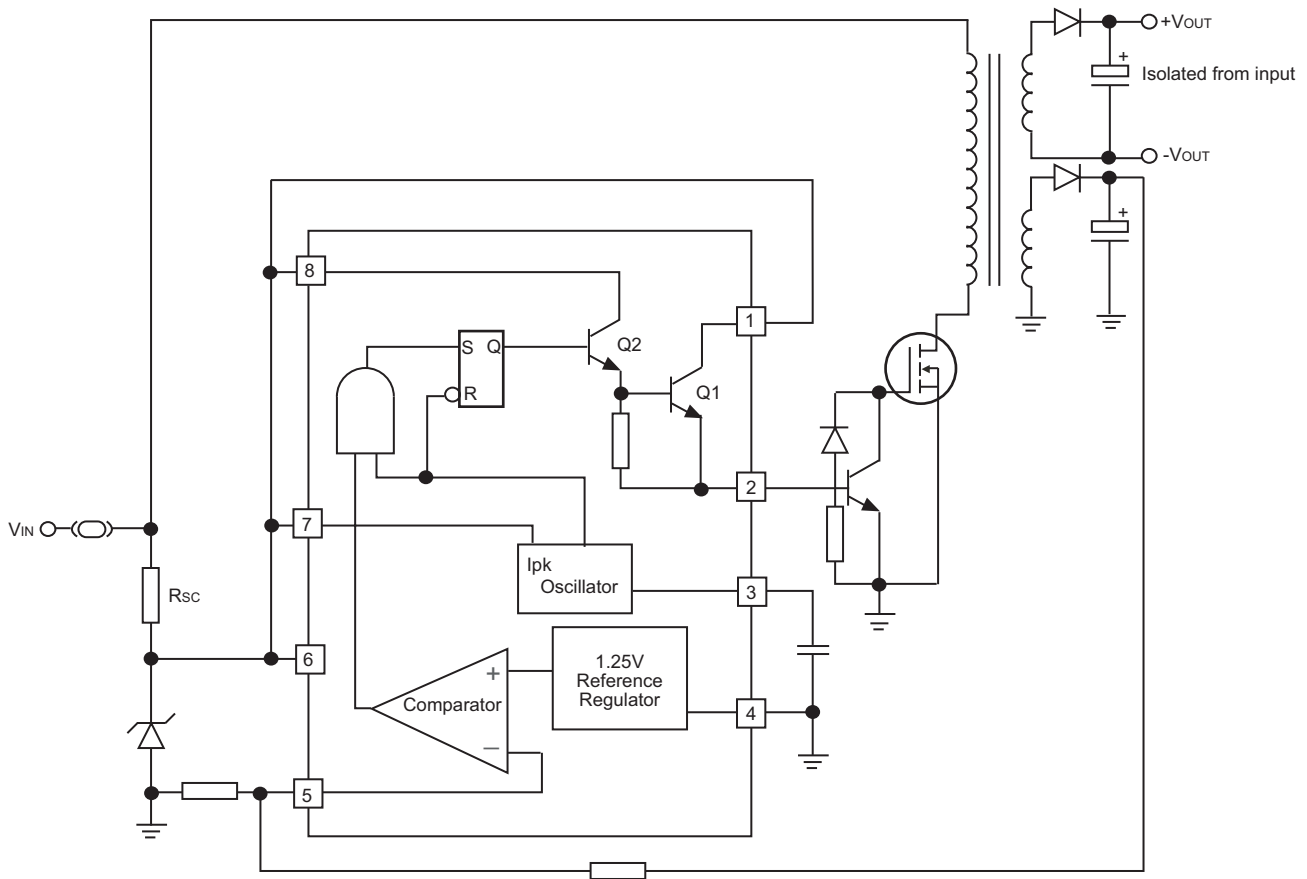 +VOUT
+
Isolated from input
-VOUT
+
8
1
S Q
Q2
R
Q1
2
7
VIN
Ipk
Oscillator
3
RSC
6
+
1.25V
Reference
Regulator
Comparator
4
−
5